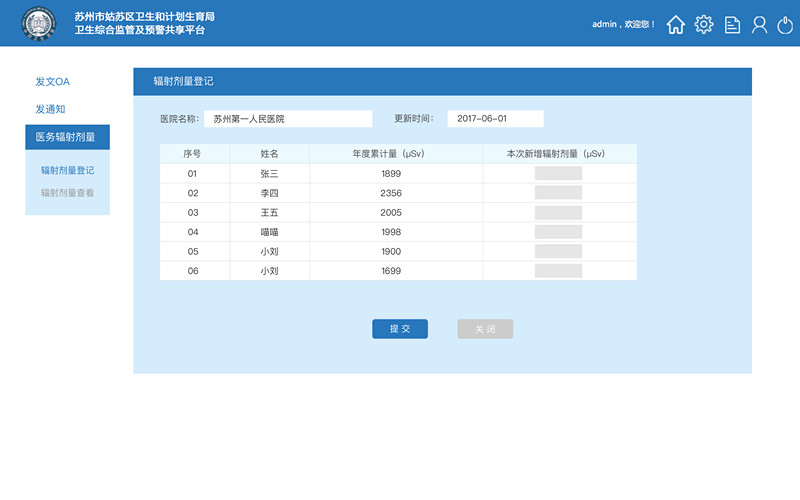 苏州市姑苏区卫生和计划生育局
卫生综合监管及预警共享平台
admin，欢迎您！
发文OA
发通知
医务辐射剂量
辐射剂量登记
辐射剂量查看
辐射剂量登记
医院名称： 苏州第一人民医院 更新时间： 2017-06-01
序号 姓名 年度累计量（μSv） 本次新增辐射剂量（μSv）
01 张三 1899
02 李四 2356
03 王五 2005
04 喵喵 1998
05 小刘 1900
06 小刘 1699
提 交 关 闭